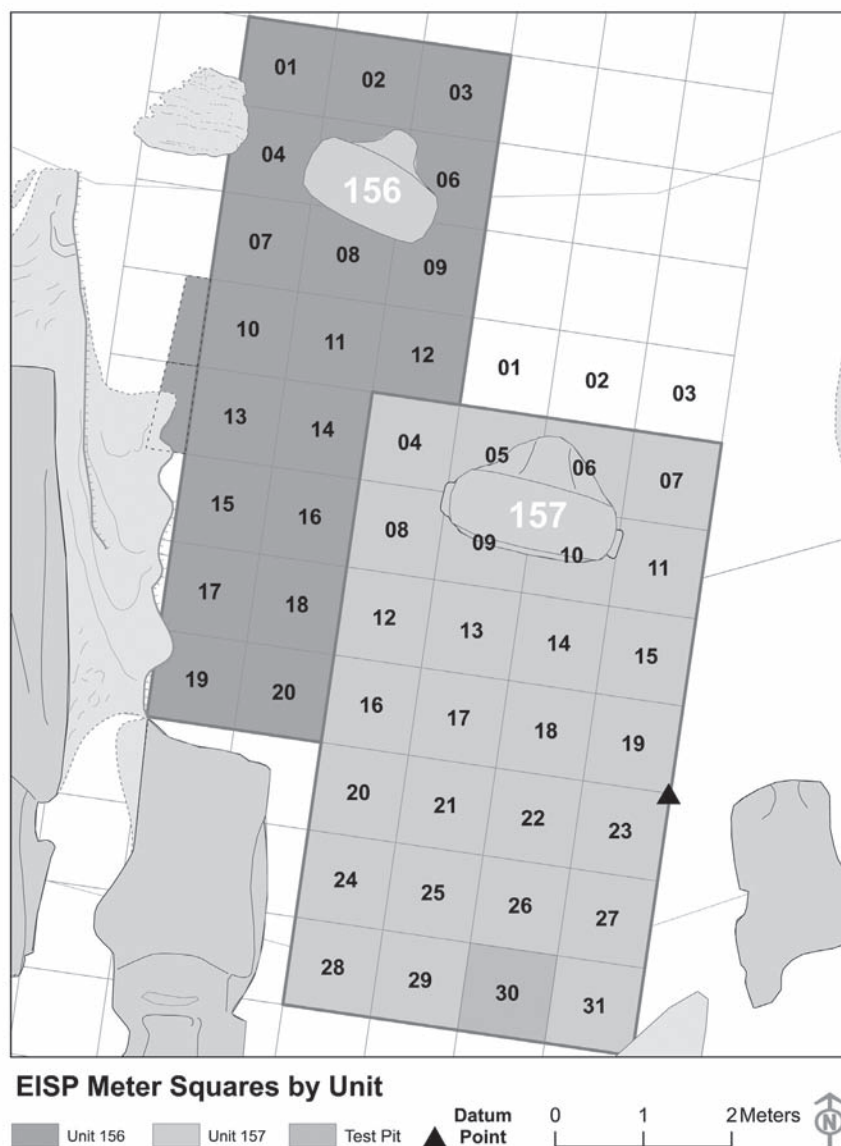 01 02 03
04 156 06
07 08 09
10 11 12 01 02 03
13 14 04 05 06 07
15 16 08 09 157 10 11
17 18 12 13 14 15
19 20 16 17 18 19
20 21 22 23
24 25 26 27
28 29 30 31
EISP Meter Squares by Unit
Unit 156 Unit 157 Test Pit Datum Point 0 1 2 Meters N